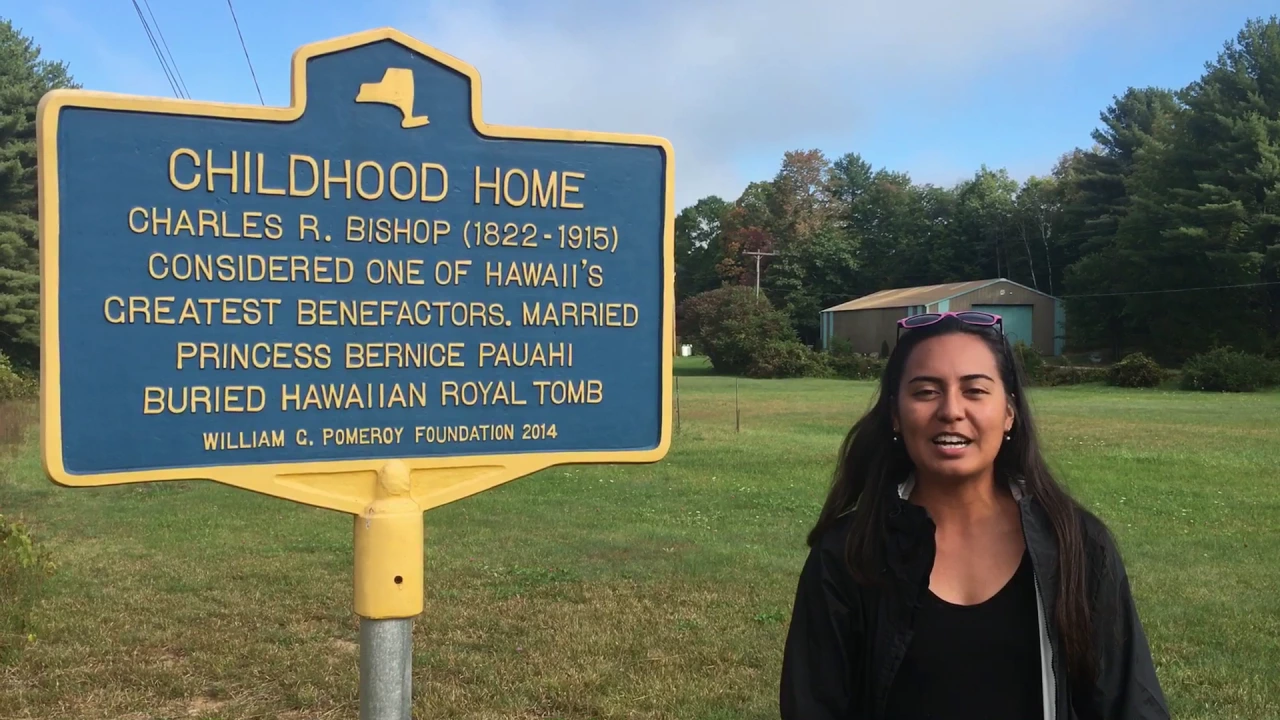 CHILDHOOD HOME
CHARLES R. BISHOP (1822-1915)
CONSIDERED ONE OF HAWAII'S
GREATEST BENEFACTORS. MARRIED
PRINCESS BERNICE PAUAHI
BURIED HAWAIIAN ROYAL TOMB
WILLIAM G. POMEROY FOUNDATION 2014